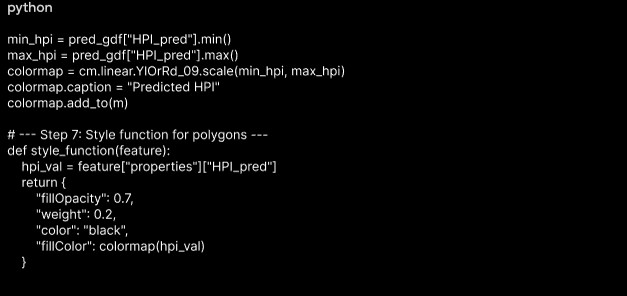 python
min_hpi = pred_gdf["HPI_pred"].min()
max_hpi = pred_gdf["HPI_pred"].max()
colormap = cm.linear.YlOrRd_09.scale(min_hpi, max_hpi)
colormap.caption = "Predicted HPI"
colormap.add_to(m)
# --- Step 7: Style function for polygons ---
def style_function(feature):
    hpi_val = feature["properties"]["HPI_pred"]
    return {
        "fillOpacity": 0.7,
        "weight": 0.2,
        "color": "black",
        "fillColor": colormap(hpi_val)
    }